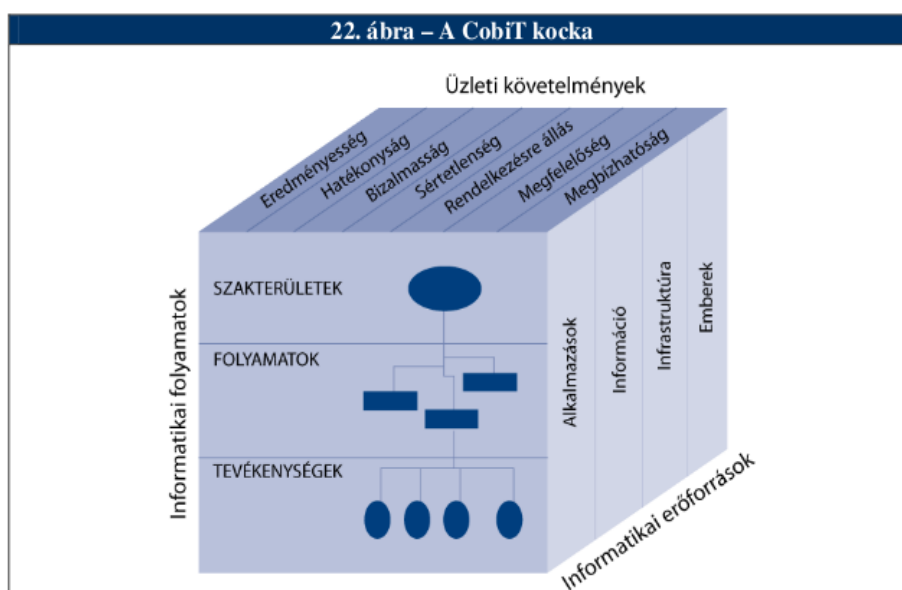 22. ábra – A CobiT kocka
Üzleti követelmények
Eredményesség
Hatékonyság
Bizalmasság
Sértetlenség
Rendelkezésre állás
Megfelelőség
Megbízhatóság
Informatikai folyamatok
SZAKTERÜLETEK
FOLYAMATOK
TEVÉKENYSÉGEK
Alkalmazások
Információ
Infrastruktúra
Emberek
Informatikai erőforrások